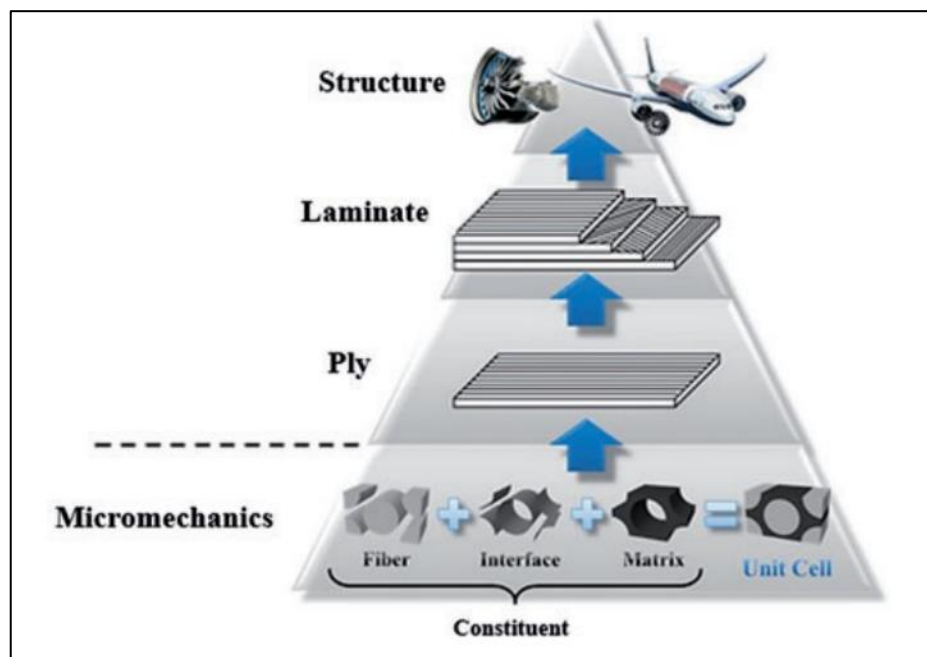 Structure
Laminate
Ply
Micromechanics
Fiber
Interface
Matrix
Unit Cell
Constituent